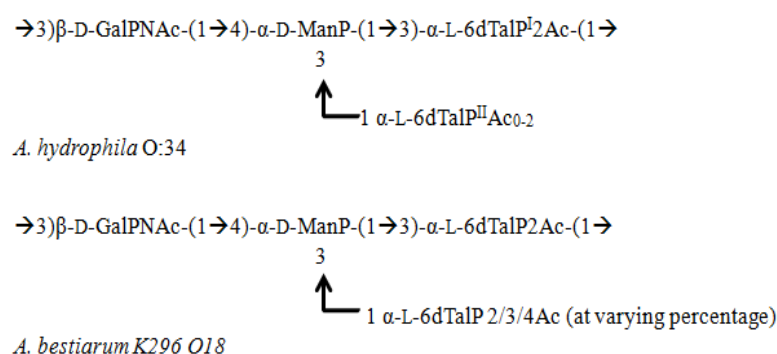 →3)β-D-GalPNAc-(1→4)-α-D-ManP-(1→3)-α-L-6dTalPᴵ2Ac-(1→
3
1 α-L-6dTalPᴵᴵAc₀₋₂
A. hydrophila O:34
→3)β-D-GalPNAc-(1→4)-α-D-ManP-(1→3)-α-L-6dTalP2Ac-(1→
3
1 α-L-6dTalP 2/3/4Ac (at varying percentage)
A. bestiarum K296 O18